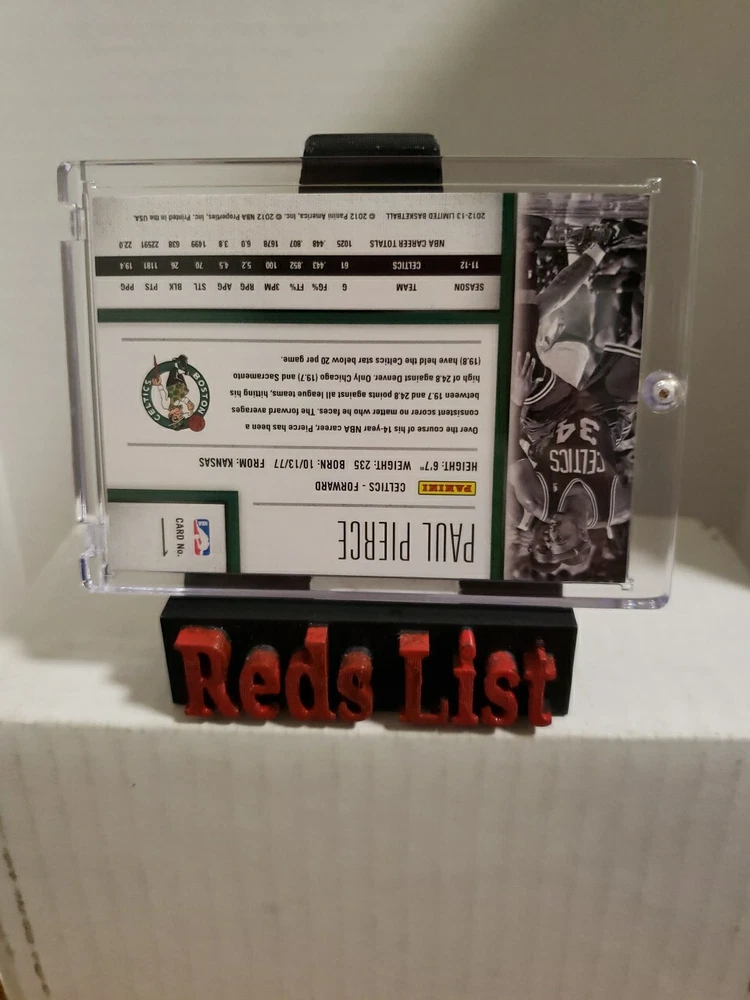 PAUL PIERCE
CARD No.
1
PANINI
CELTICS - FORWARD
HEIGHT: 6'7" WEIGHT: 235 BORN: 10/13/77 FROM: KANSAS
Over the course of his 14-year NBA career, Pierce has been a
consistent scorer no matter who he faces. The forward averages
between 19.7 and 24.8 points against all league teams, hitting his
high of 24.8 against Denver. Only Chicago (19.7) and Sacramento
(19.8) have held the Celtics star below 20 per game.
BOSTON
CELTICS
SEASON TEAM G FG% FT% 3PM RPG APG STL BLK PTS PPG
11-12 CELTICS 61 .443 .852 100 5.2 4.5 70 26 1181 19.4
NBA CAREER TOTALS 1025 .448 .807 1678 6.0 3.8 1499 638 22591 22.0
2012-13 LIMITED BASKETBALL © 2012 Panini America, Inc. © 2012 NBA Properties, Inc. Printed in the USA.
CELTICS
34
Reds List